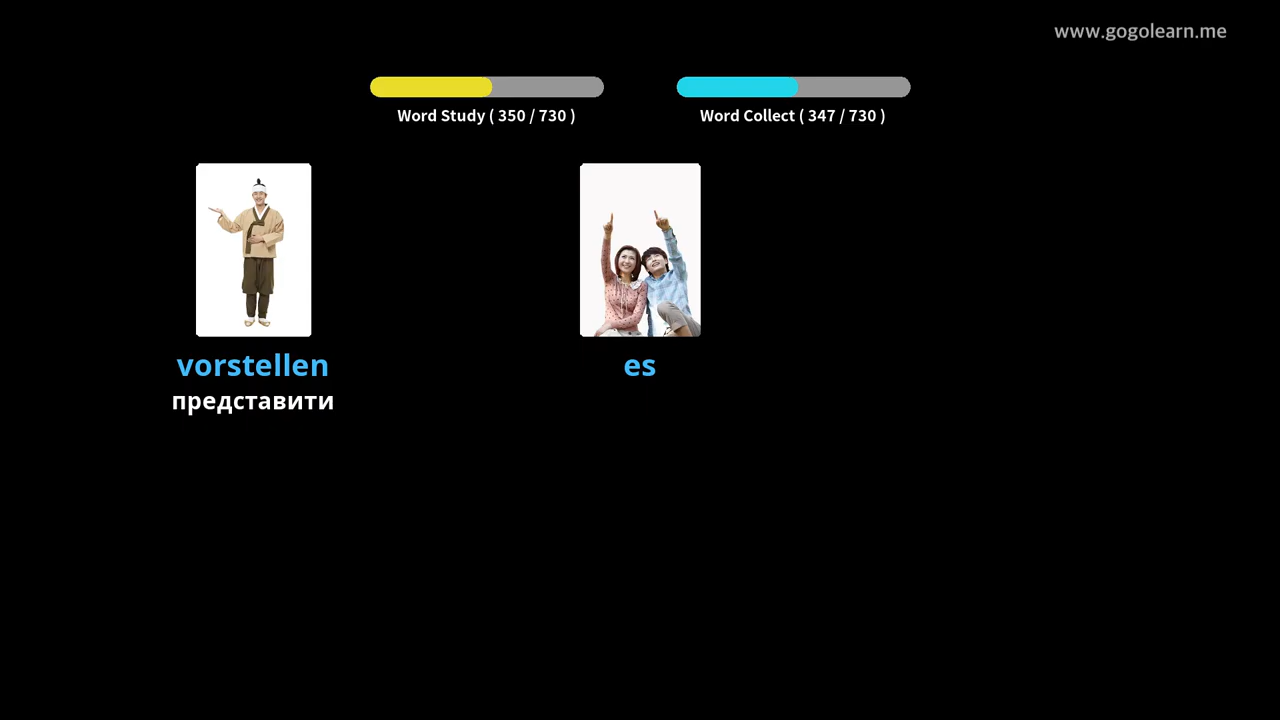 www.gogolearn.me
Word Study ( 350 / 730 )
Word Collect ( 347 / 730 )
vorstellen
представити
es